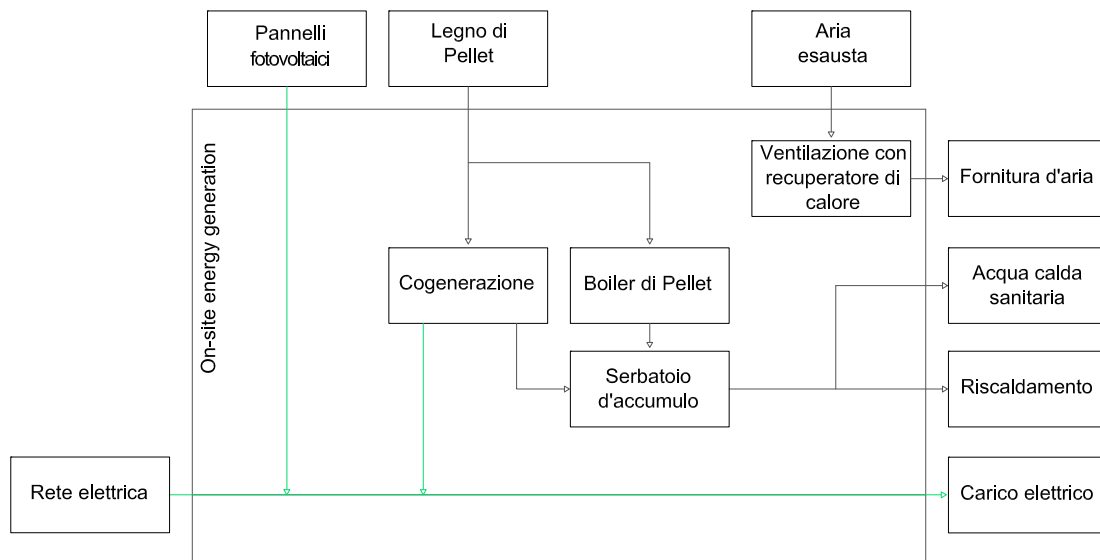 Pannelli
fotovoltaici
Legno di
Pellet
Aria
esausta
On-site energy generation
Ventilazione con
recuperatore di
calore
Fornitura d'aria
Cogenerazione
Boiler di Pellet
Acqua calda
sanitaria
Serbatoio
d'accumulo
Riscaldamento
Rete elettrica
Carico elettrico